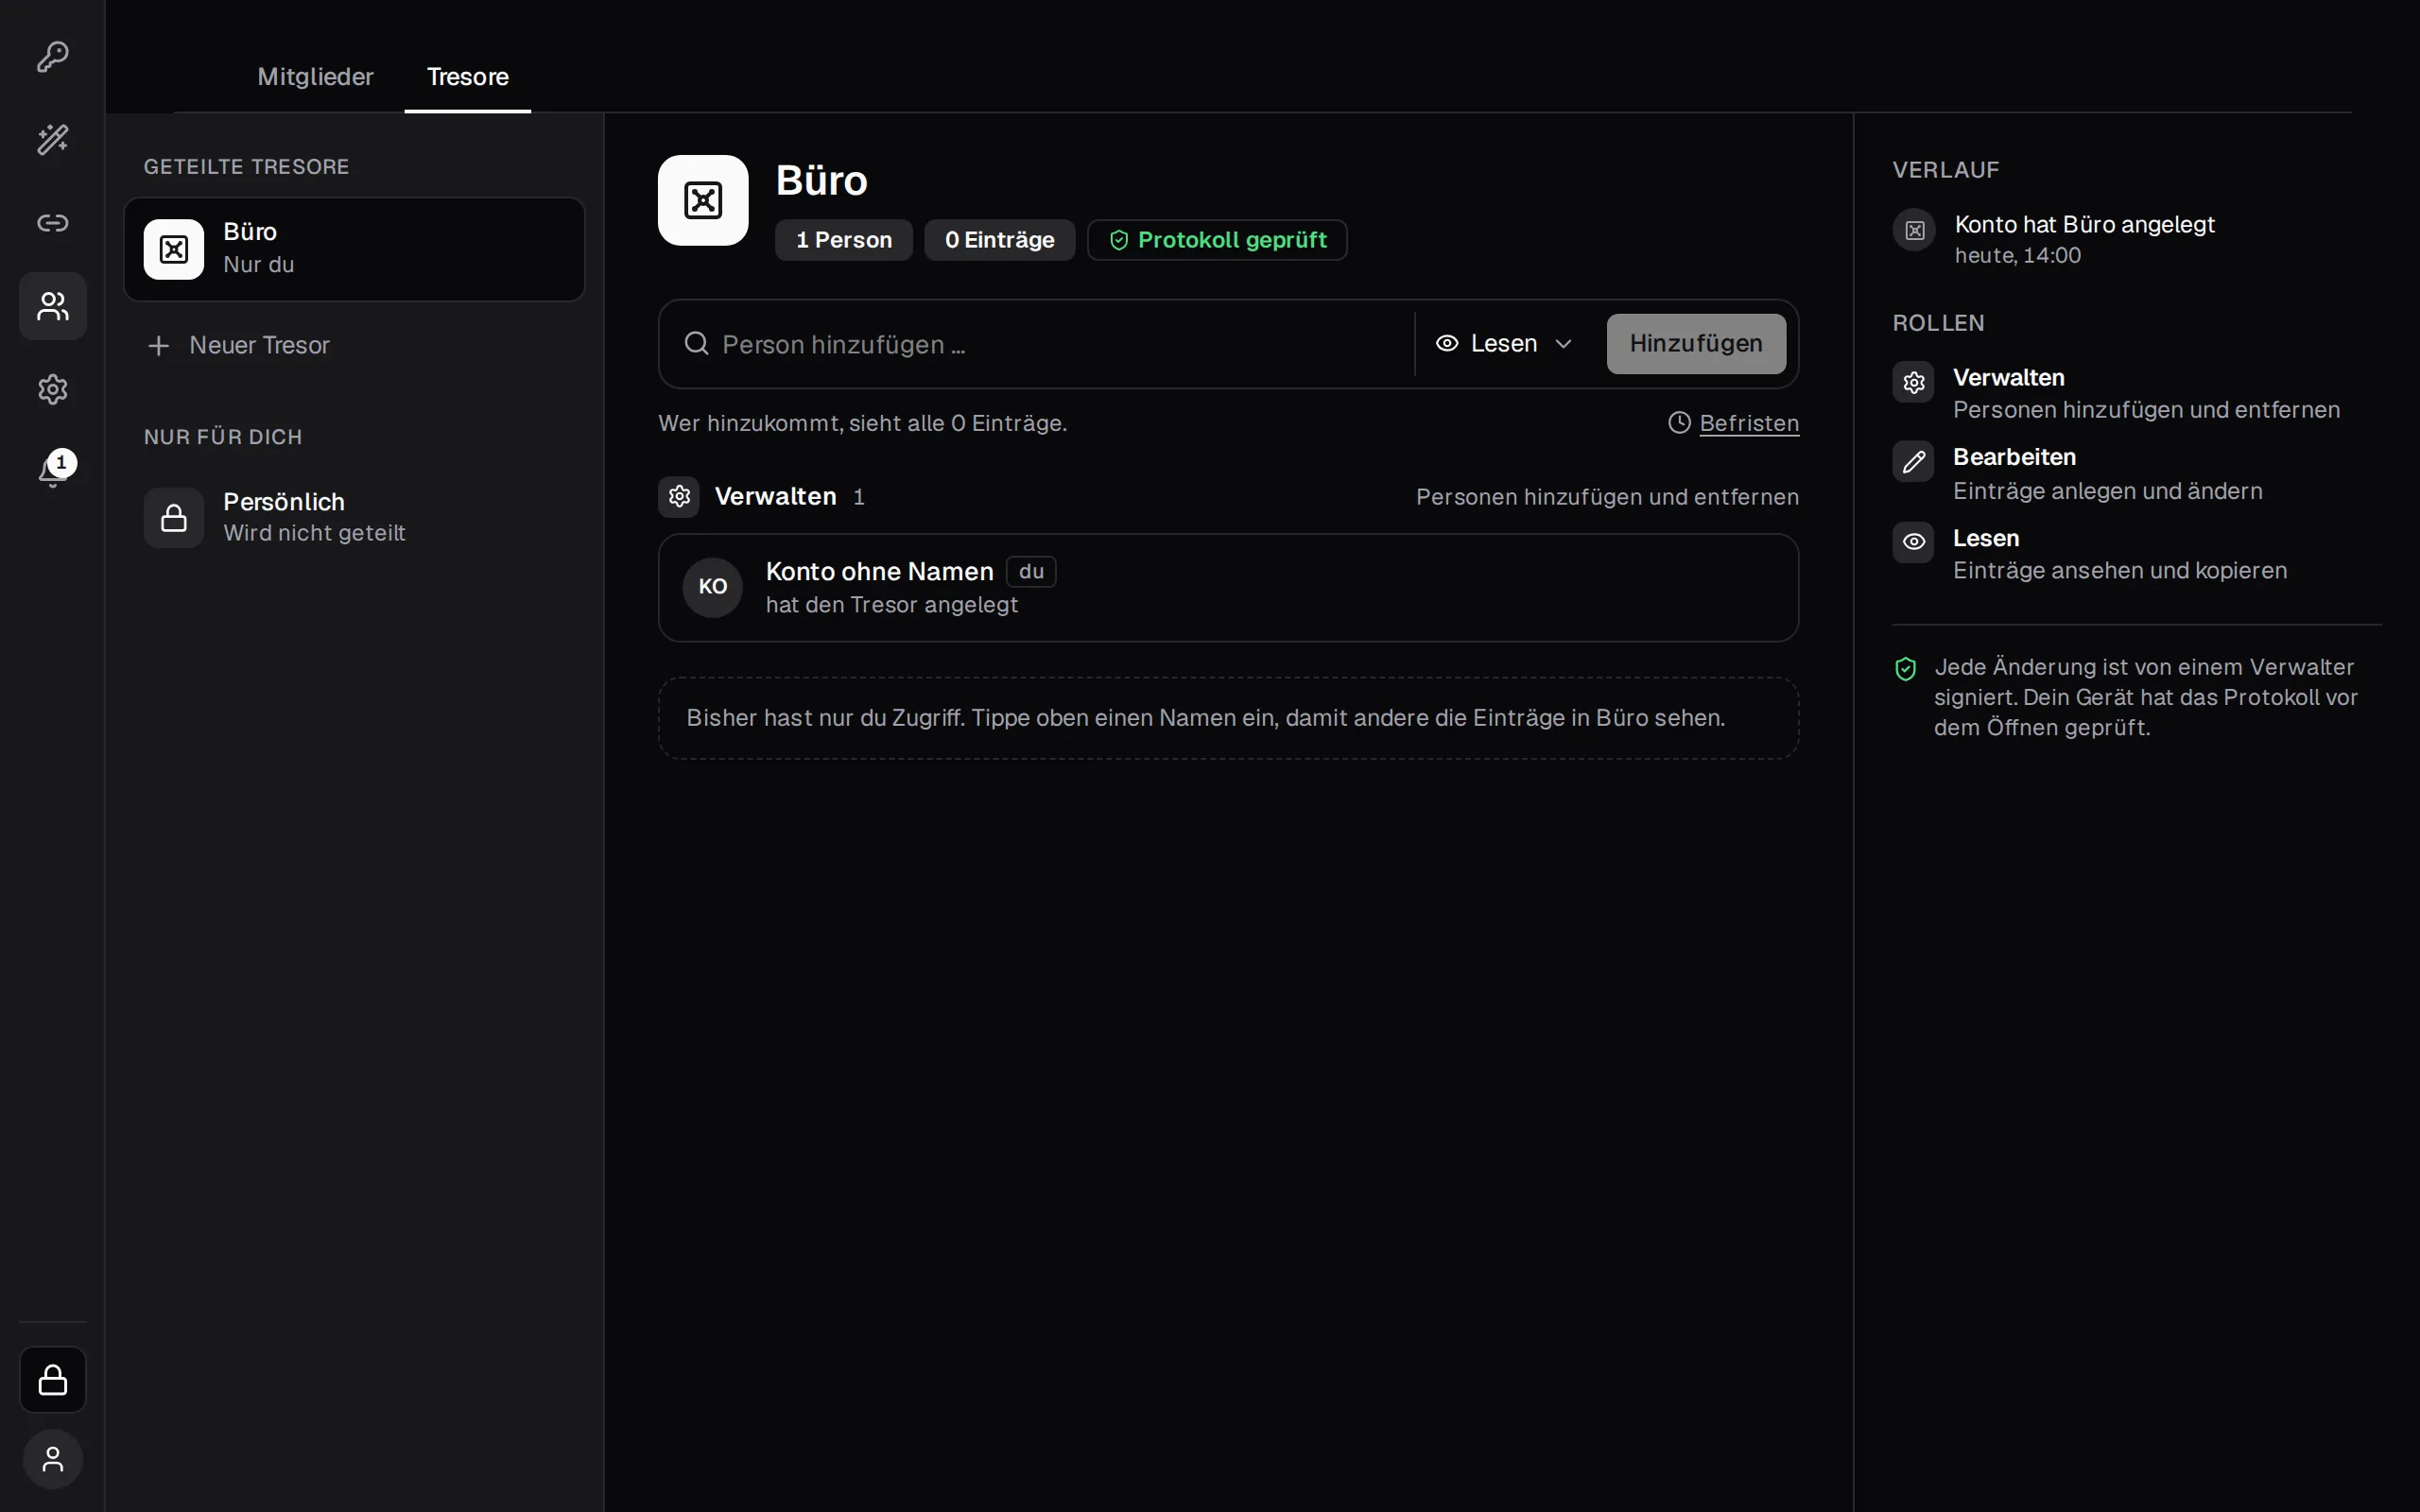 Mitglieder
Tresore
GETEILTE TRESORE
Büro
Nur du
Neuer Tresor
NUR FÜR DICH
Persönlich
Wird nicht geteilt
1
Büro
1 Person
0 Einträge
Protokoll geprüft
Person hinzufügen …
Lesen
Hinzufügen
Wer hinzukommt, sieht alle 0 Einträge.
Befristen
Verwalten 1
Personen hinzufügen und entfernen
KO
Konto ohne Namen du
hat den Tresor angelegt
Bisher hast nur du Zugriff. Tippe oben einen Namen ein, damit andere die Einträge in Büro sehen.
VERLAUF
Konto hat Büro angelegt
heute, 14:00
ROLLEN
Verwalten
Personen hinzufügen und entfernen
Bearbeiten
Einträge anlegen und ändern
Lesen
Einträge ansehen und kopieren
Jede Änderung ist von einem Verwalter
signiert. Dein Gerät hat das Protokoll vor
dem Öffnen geprüft.